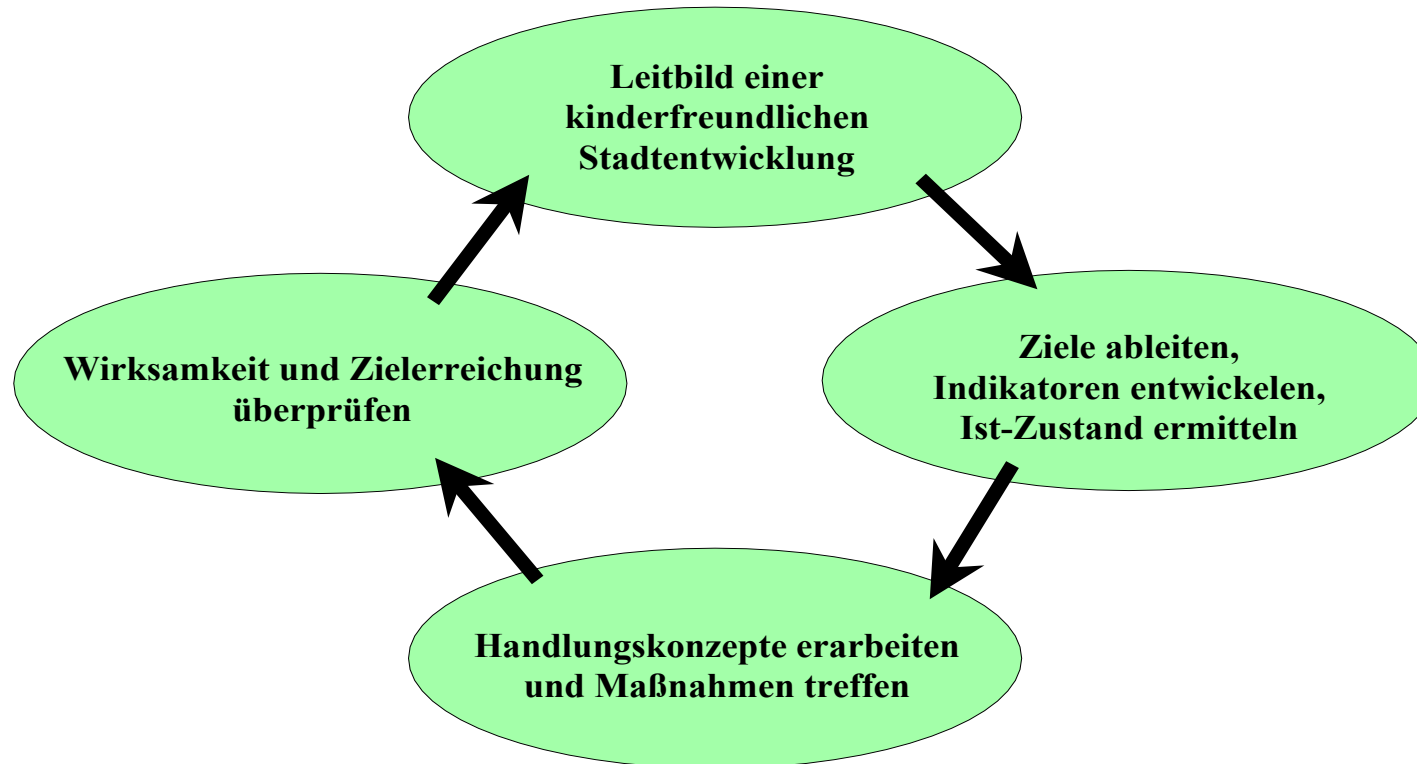 Leitbild einer
kinderfreundlichen
Stadtentwicklung
Ziele ableiten,
Indikatoren entwickelen,
Ist-Zustand ermitteln
Wirksamkeit und Zielerreichung
überprüfen
Handlungskonzepte erarbeiten
und Maßnahmen treffen